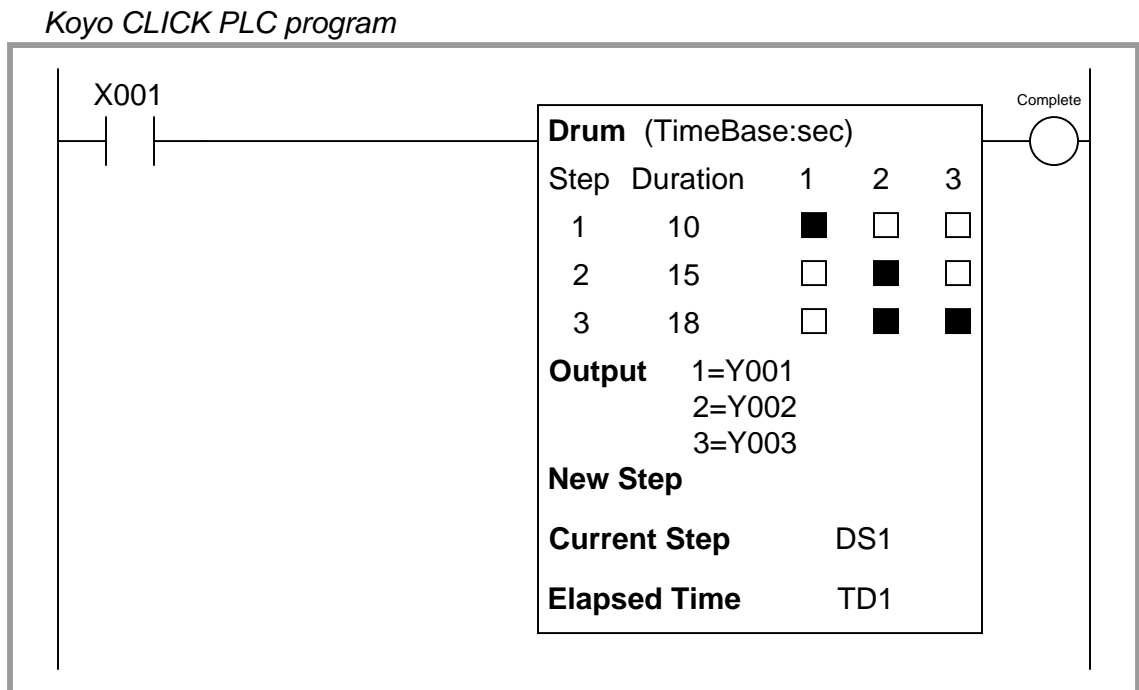 Koyo CLICK PLC program
X001
Complete
Drum (TimeBase:sec)
Step Duration 1 2 3
1 10
2 15
3 18
Output 1=Y001
2=Y002
3=Y003
New Step
Current Step DS1
Elapsed Time TD1